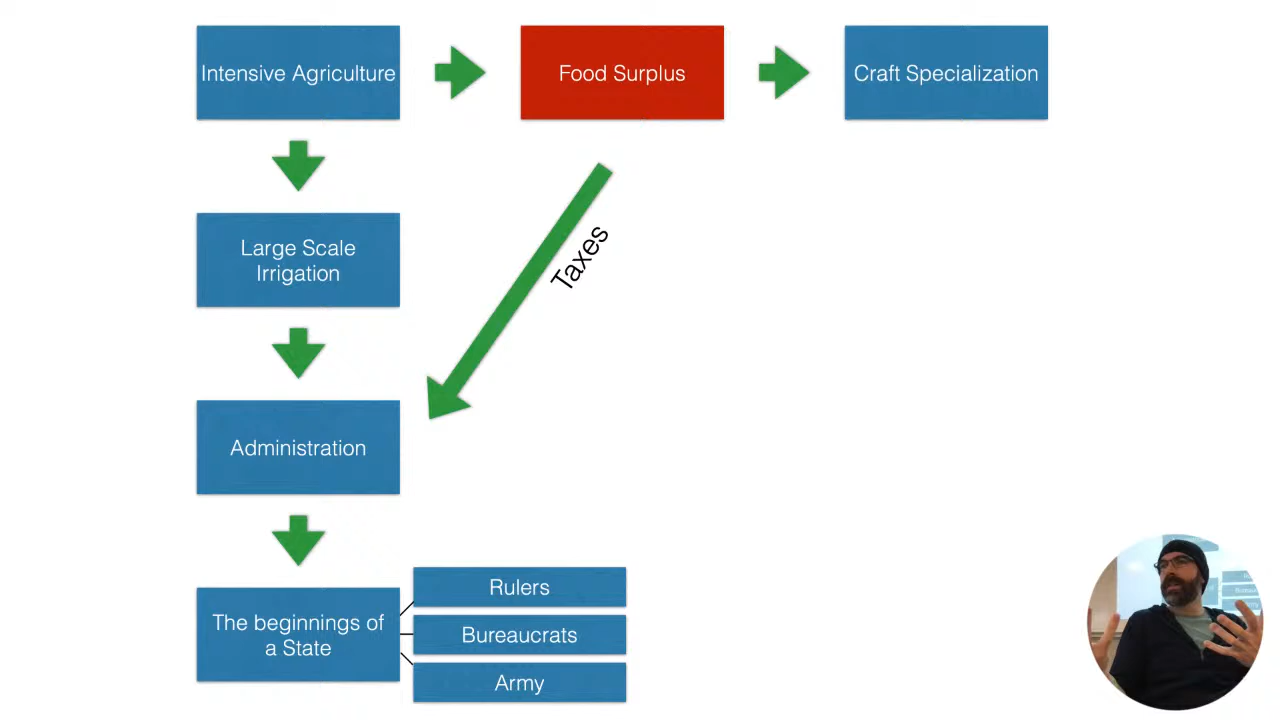 Intensive Agriculture
Food Surplus
Craft Specialization
Large Scale
Irrigation
Taxes
Administration
The beginnings of
a State
Rulers
Bureaucrats
Army